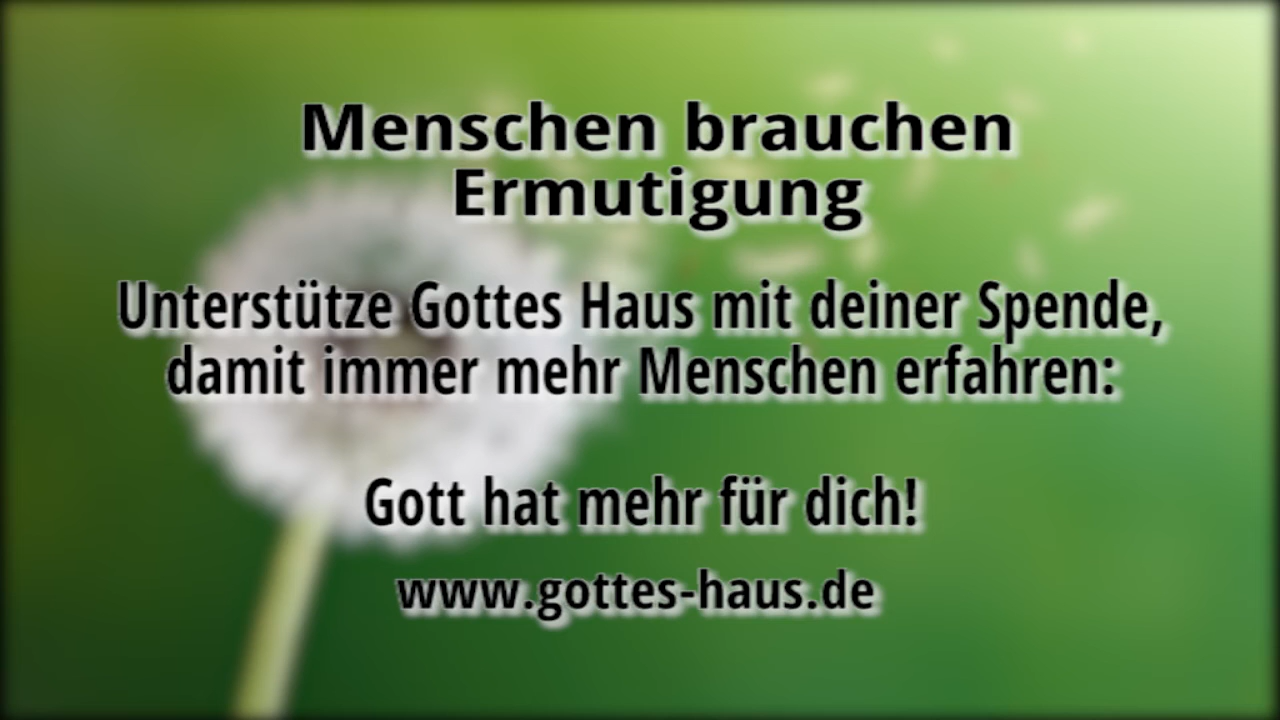 Menschen brauchen
Ermutigung
Unterstütze Gottes Haus mit deiner Spende,
damit immer mehr Menschen erfahren:
Gott hat mehr für dich!
www.gottes-haus.de